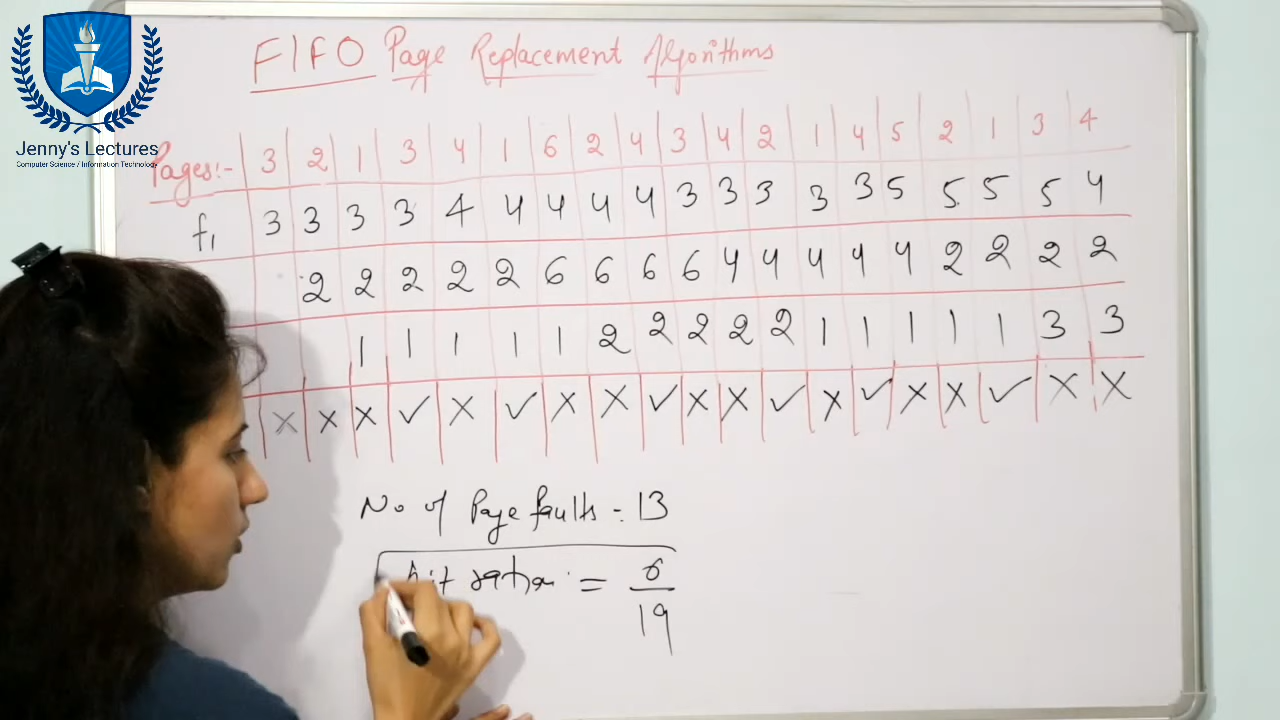 FIFO Page Replacement Algorithms
Jenny's Lectures
Computer Science / Information Technology
Pages:- 3 2 1 3 4 1 6 2 4 3 4 2 1 4 5 2 1 3 4
f1 3 3 3 3 4 4 4 4 4 3 3 3 3 3 5 5 5 5 4
2 2 2 2 2 6 6 6 6 4 4 4 4 4 2 2 2 2
1 1 1 1 1 2 2 2 2 2 1 1 1 1 1 3 3
× × × ✓ × ✓ × × ✓ × × ✓ × ✓ × × ✓ × ×
No of Page faults = 13
hit ration = 6
19